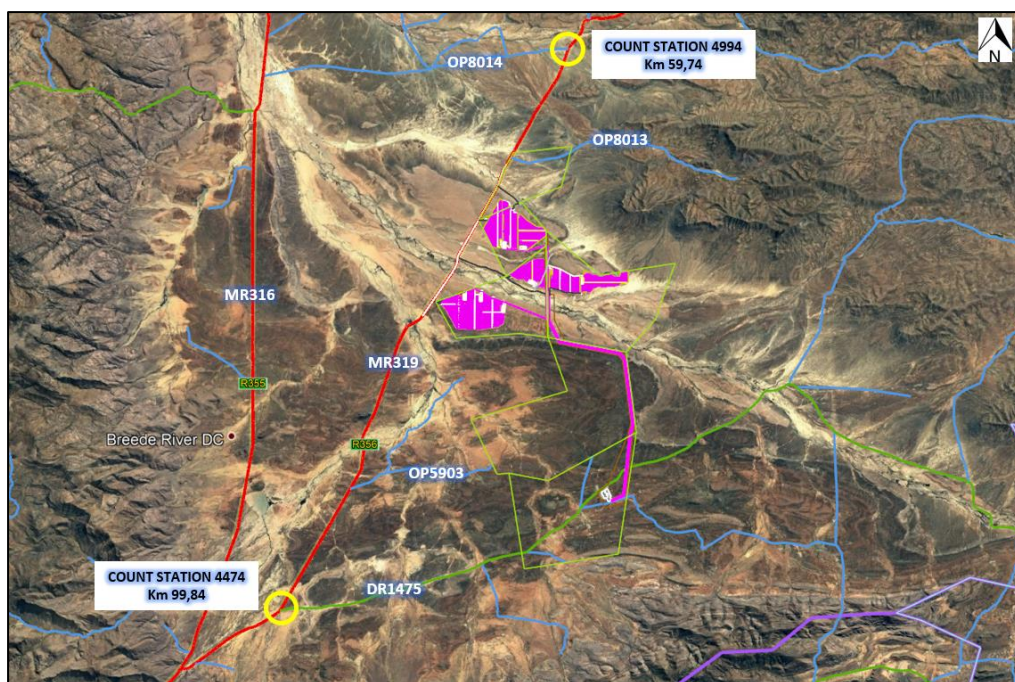 COUNT STATION 4994
Km 59,74
N
OP8014
OP8013
MR316
MR319
R355
Breede River DC
R356
OP5903
COUNT STATION 4474
Km 99,84
DR1475